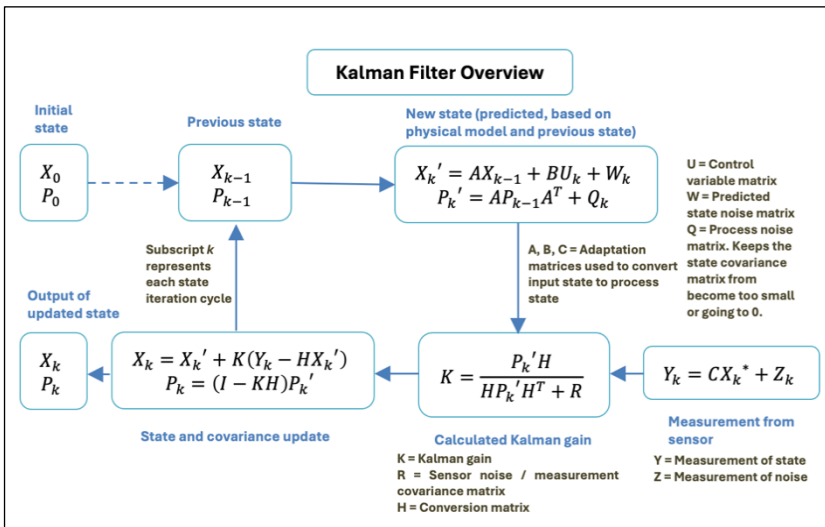 Kalman Filter Overview
Initial
state
X₀
P₀
Previous state
Xₖ₋₁
Pₖ₋₁
New state (predicted, based on
physical model and previous state)
Xₖ′ = AXₖ₋₁ + BUₖ + Wₖ
Pₖ′ = APₖ₋₁Aᵀ + Qₖ
U = Control
variable matrix
W = Predicted
state noise matrix
Q = Process noise
matrix. Keeps the
state covariance
matrix from
become too small
or going to 0.
Subscript k
represents
each state
iteration cycle
A, B, C = Adaptation
matrices used to convert
input state to process
state
Output of
updated state
Xₖ
Pₖ
Xₖ = Xₖ′ + K(Yₖ − HXₖ′)
Pₖ = (I − KH)Pₖ′
State and covariance update
K = Pₖ′H / (HPₖ′Hᵀ + R)
Calculated Kalman gain
K = Kalman gain
R = Sensor noise / measurement
covariance matrix
H = Conversion matrix
Yₖ = CXₖ* + Zₖ
Measurement from
sensor
Y = Measurement of state
Z = Measurement of noise